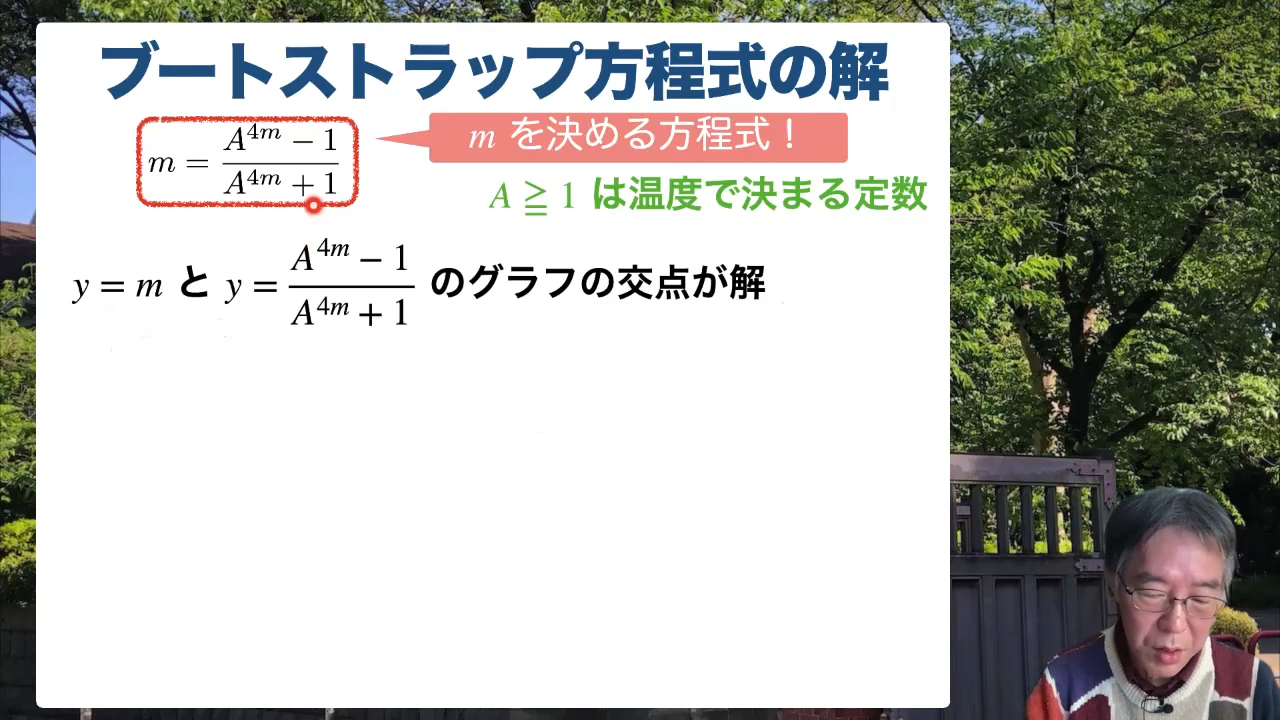 ブートストラップ方程式の解
m = \frac{A^{4m} - 1}{A^{4m} + 1}
m を決める方程式！
A ≧ 1 は温度で決まる定数
y = m と y = \frac{A^{4m} - 1}{A^{4m} + 1} のグラフの交点が解